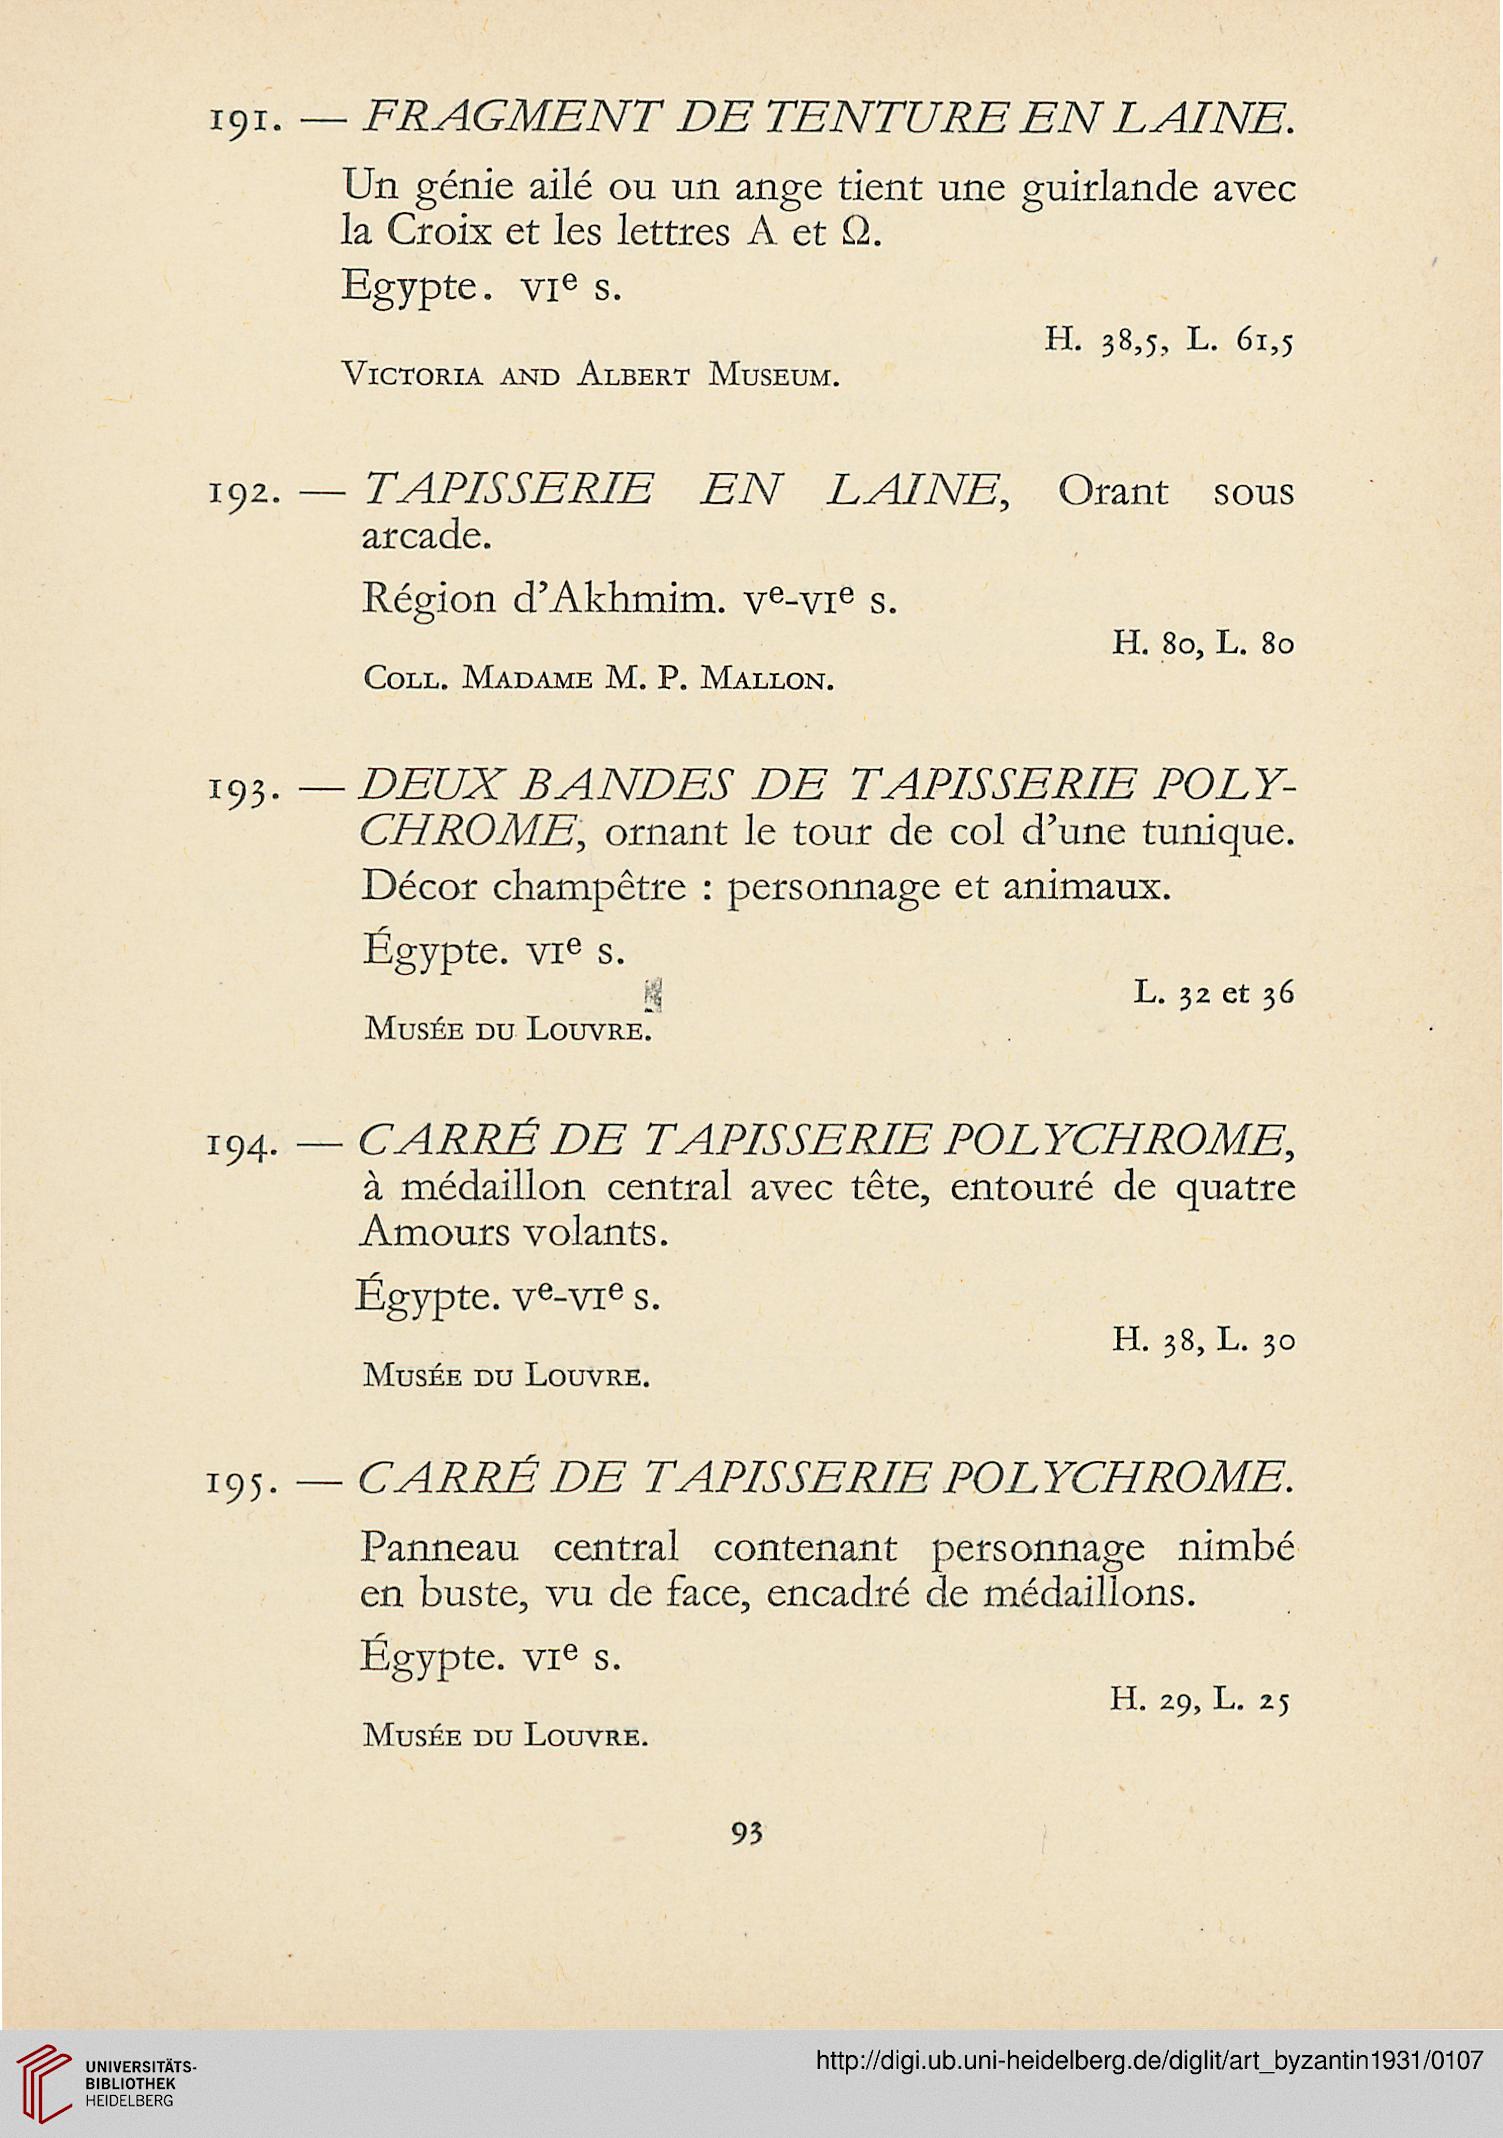 191. — FRAGMENT DE TENTURE EN LAINE.
Un génie ailé ou un ange tient une guirlande avec
la Croix et les lettres A et Ω.
Egypte. VIe s.
H. 38,5, L. 61,5
Victoria and Albert Museum.
192. — TAPISSERIE EN LAINE, Orant sous
arcade.
Région d'Akhmim. Ve-VIe s.
H. 80, L. 80
Coll. Madame M. P. Mallon.
193. — DEUX BANDES DE TAPISSERIE POLY-
CHROME, ornant le tour de col d'une tunique.
Décor champêtre : personnage et animaux.
Égypte. VIe s.
L. 32 et 36
Musée du Louvre.
194. — CARRÉ DE TAPISSERIE POLYCHROME,
à médaillon central avec tête, entouré de quatre
Amours volants.
Égypte. Ve-VIe s.
H. 38, L. 30
Musée du Louvre.
195. — CARRÉ DE TAPISSERIE POLYCHROME.
Panneau central contenant personnage nimbé
en buste, vu de face, encadré de médaillons.
Égypte. VIe s.
H. 29, L. 25
Musée du Louvre.
93
UNIVERSITÄTS-
BIBLIOTHEK
HEIDELBERG
http://digi.ub.uni-heidelberg.de/diglit/art_byzantin1931/0107